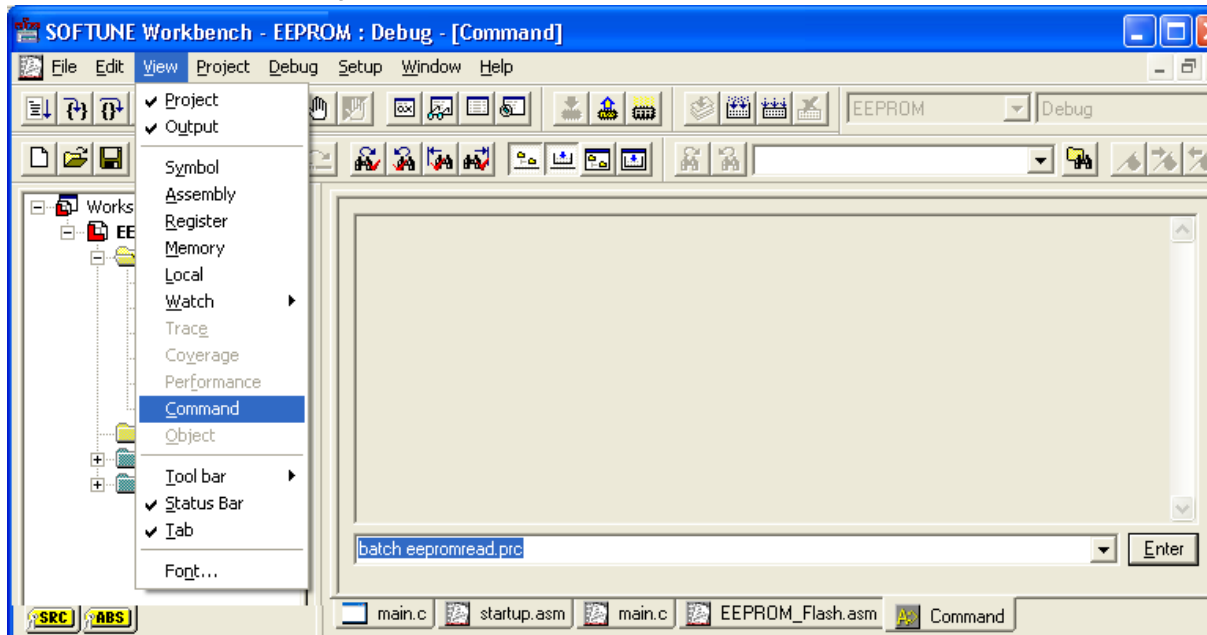 SOFTUNE Workbench - EEPROM : Debug - [Command]
File Edit View Project Debug Setup Window Help
EEPROM Debug
Project
Output
Symbol
Assembly
Register
Memory
Local
Watch
Trace
Coverage
Performance
Command
Object
Tool bar
Status Bar
Tab
Font...
Works
EE
batch eepromread.prc Enter
SRC ABS main.c startup.asm main.c EEPROM_Flash.asm Command